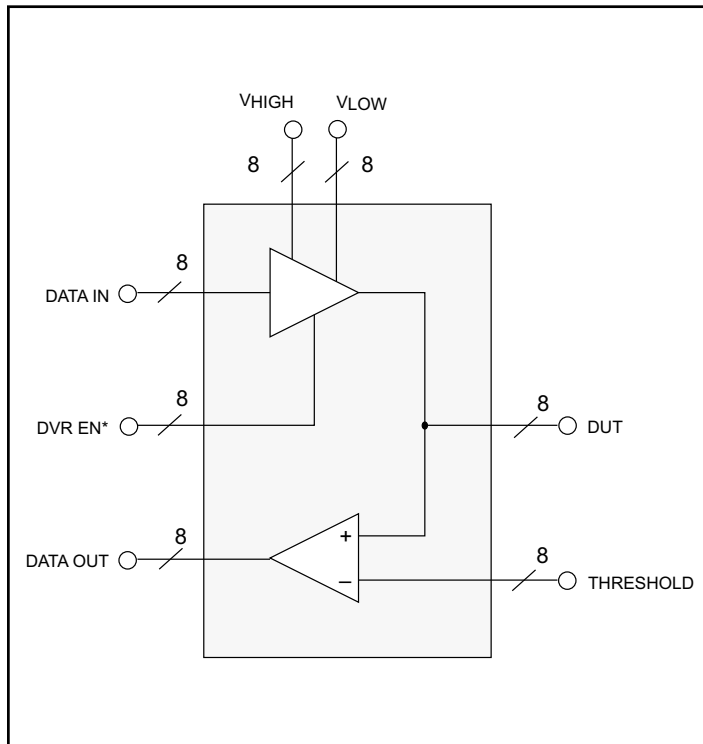 VHIGH VLOW
8 8
8
DATA IN
8
DVR EN*
8
DUT
8
DATA OUT
+
–
8
THRESHOLD